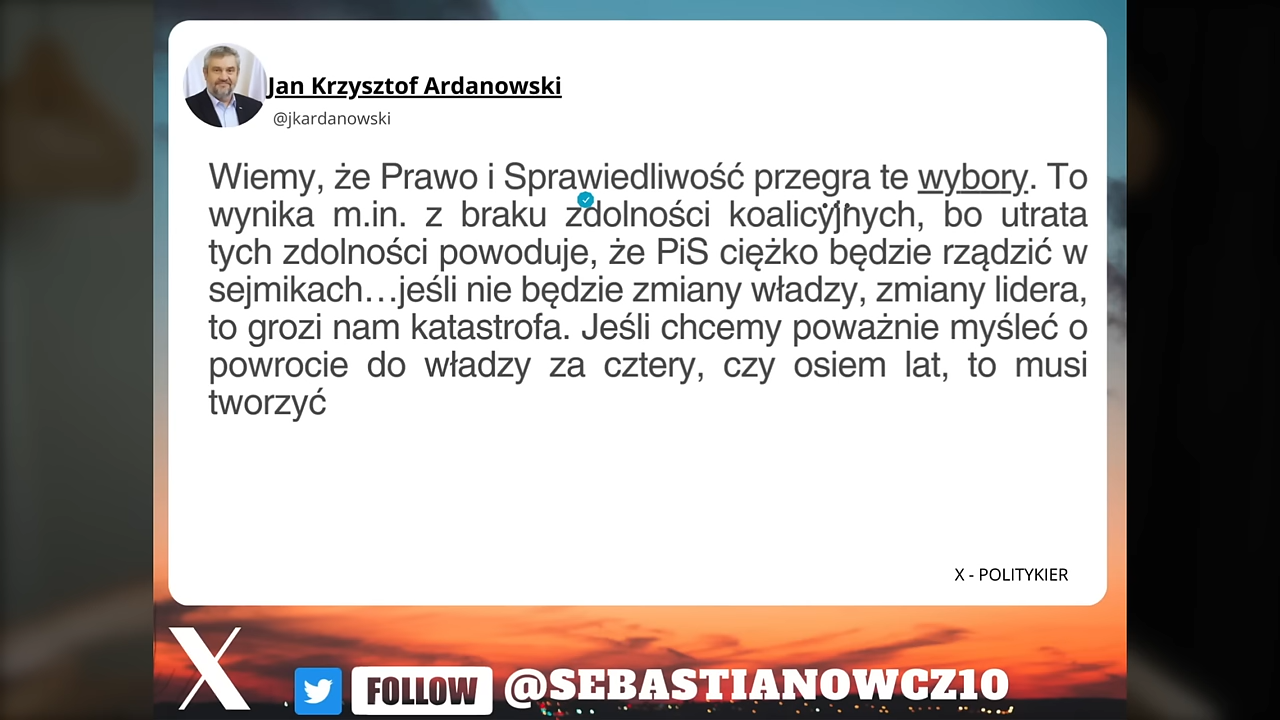 Jan Krzysztof Ardanowski
@jkardanowski
Wiemy, że Prawo i Sprawiedliwość przegra te wybory. To
wynika m.in. z braku zdolności koalicyjnych, bo utrata
tych zdolności powoduje, że PiS ciężko będzie rządzić w
sejmikach…jeśli nie będzie zmiany władzy, zmiany lidera,
to grozi nam katastrofa. Jeśli chcemy poważnie myśleć o
powrocie do władzy za cztery, czy osiem lat, to musi
tworzyć
X - POLITYKIER
X
FOLLOW @SEBASTIANOWCZ10